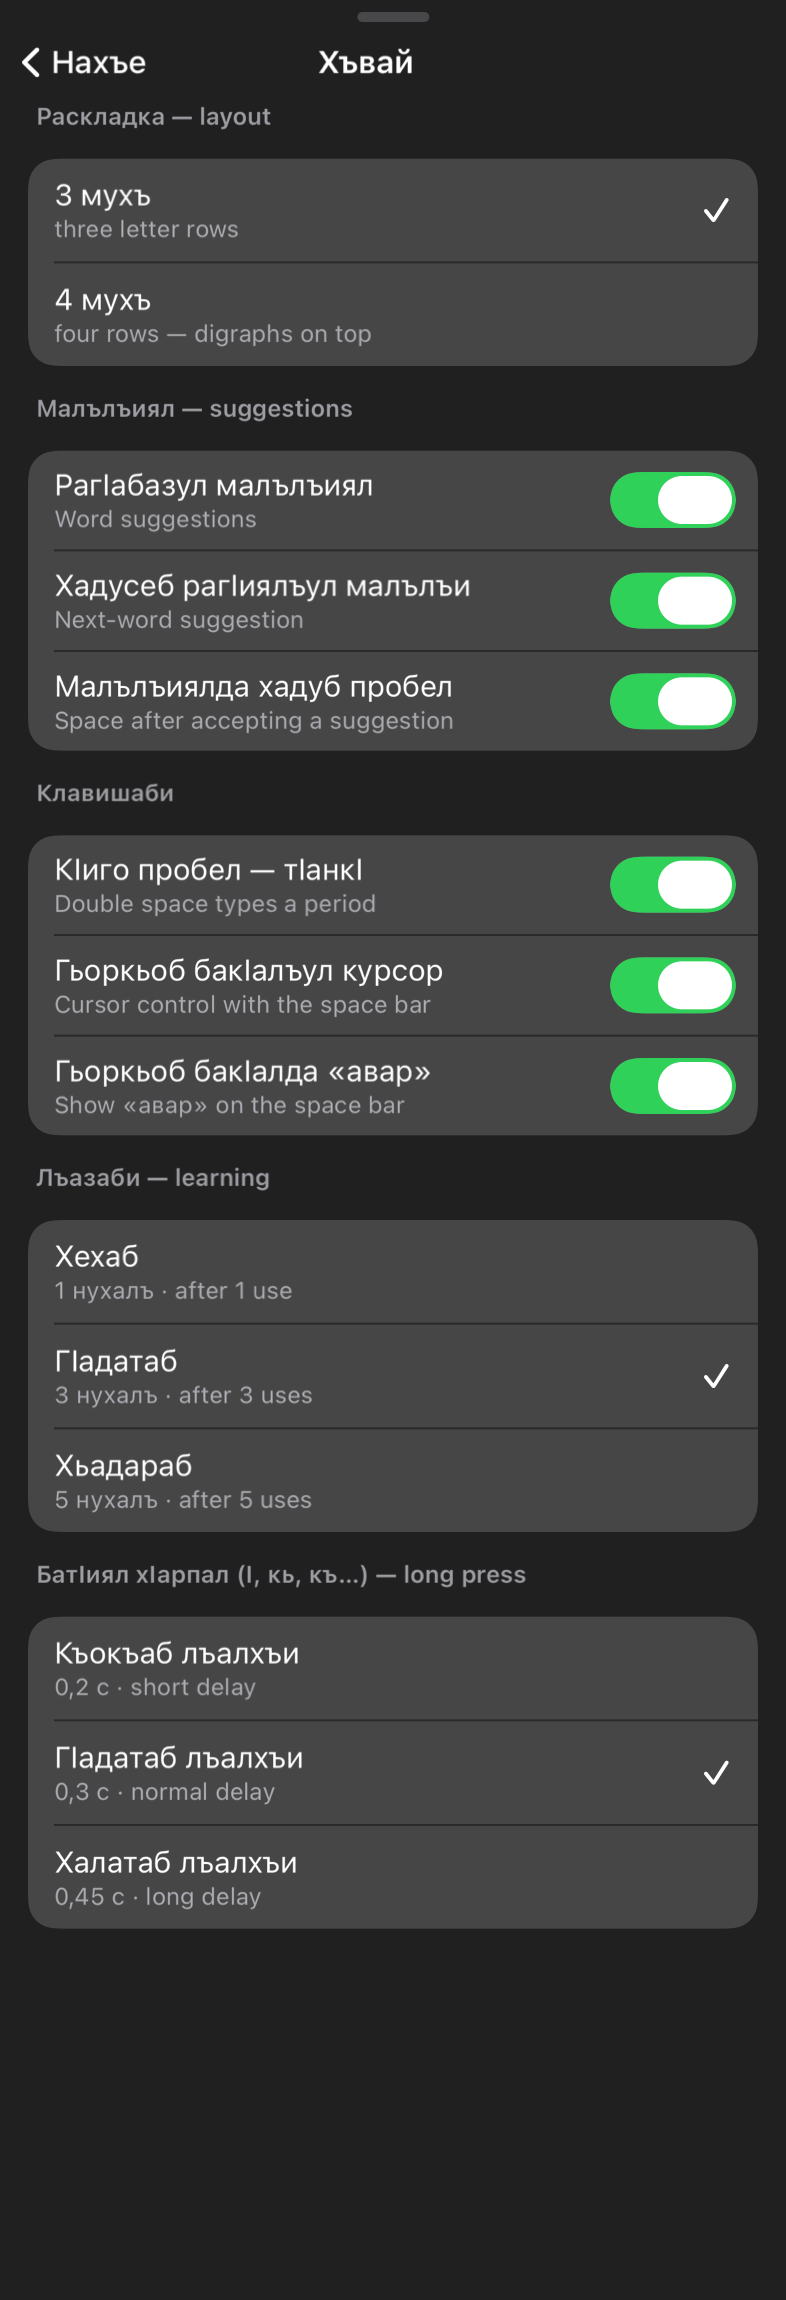 Нахъе
Хъвай
Раскладка — layout
3 мухъ
three letter rows
4 мухъ
four rows — digraphs on top
Малълъиял — suggestions
РагӀабазул малълъиял
Word suggestions
Хадусеб рагӀиялъул малълъи
Next-word suggestion
Малълъиялда хадуб пробел
Space after accepting a suggestion
Клавишаби
КӀиго пробел — тӀанкӀ
Double space types a period
Гьоркьоб бакӀалъул курсор
Cursor control with the space bar
Гьоркьоб бакӀалда «авар»
Show «авар» on the space bar
Лъазаби — learning
Хехаб
1 нухалъ · after 1 use
ГӀадатаб
3 нухалъ · after 3 uses
Хьадараб
5 нухалъ · after 5 uses
БатӀиял хӀарпал (Ӏ, кь, къ...) — long press
Къокъаб лъалхъи
0,2 с · short delay
ГӀадатаб лъалхъи
0,3 с · normal delay
Халатаб лъалхъи
0,45 с · long delay